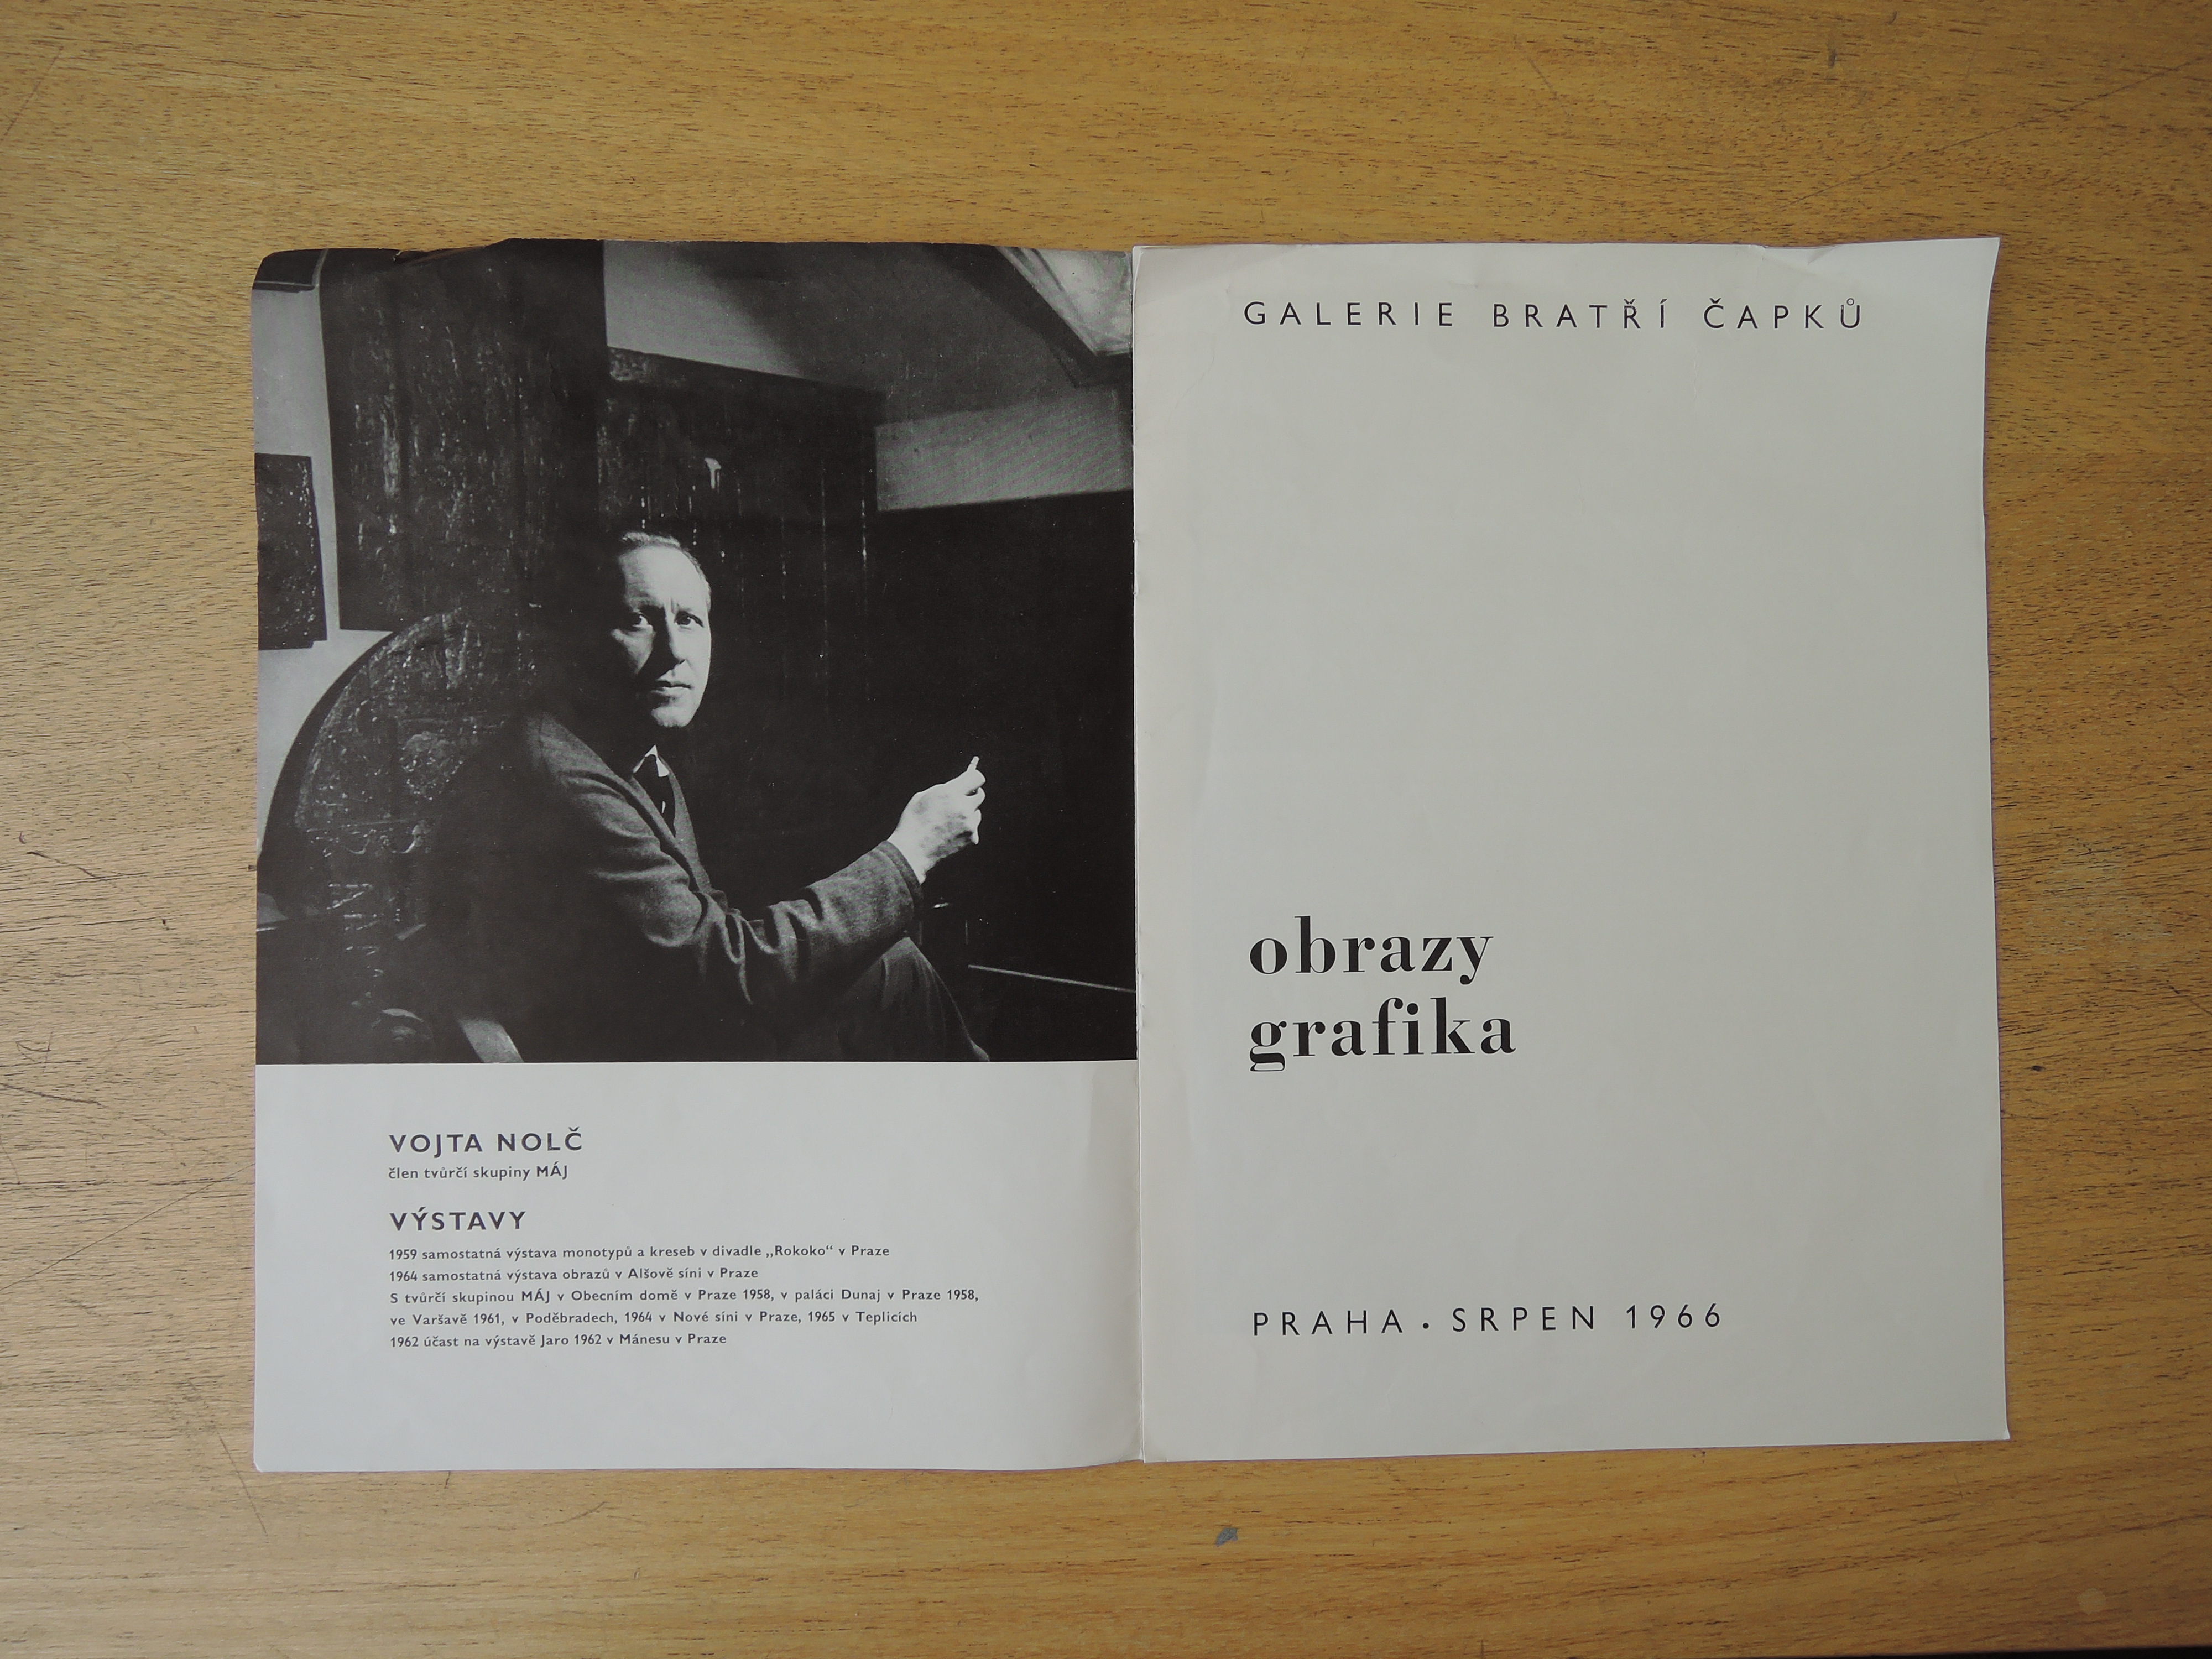 VOJTA NOLČ
člen tvůrčí skupiny MÁJ
VÝSTAVY
1959 samostatná výstava monotypů a kreseb v divadle „Rokoko“ v Praze
1964 samostatná výstava obrazů v Alšově síni v Praze
S tvůrčí skupinou MÁJ v Obecním domě v Praze 1958, v paláci Dunaj v Praze 1958,
ve Varšavě 1961, v Poděbradech, 1964 v Nové síni v Praze, 1965 v Teplicích
1962 účast na výstavě Jaro 1962 v Mánesu v Praze
GALERIE BRATŘÍ ČAPKŮ
obrazy
grafika
PRAHA • SRPEN 1966